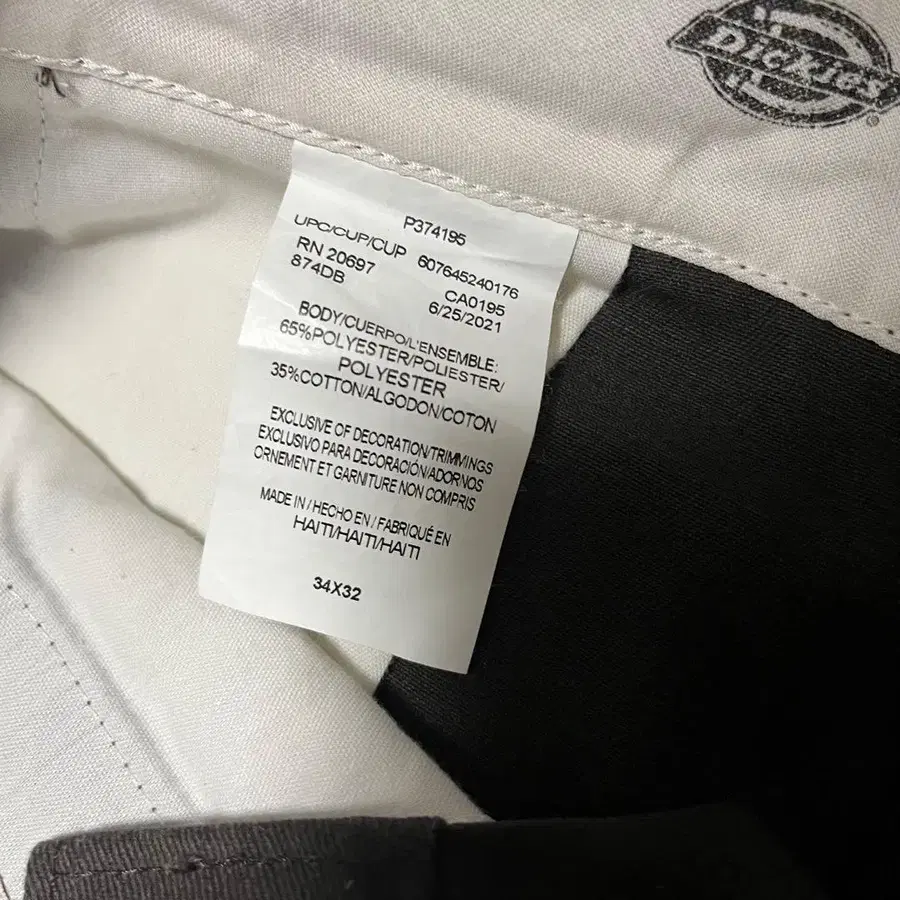 DICKIES
®
P374195
UPC/CUP/CUP 607645240176
RN 20697 CA0195
874DB 6/25/2021
BODY/CUERPO/L'ENSEMBLE:
65%POLYESTER/POLIESTER/
POLYESTER
35%COTTON/ALGODON/COTON
EXCLUSIVE OF DECORATION/TRIMMINGS
EXCLUSIVO PARA DECORACIÓN/ADORNOS
ORNEMENT ET GARNITURE NON COMPRIS
MADE IN / HECHO EN / FABRIQUÉ EN
HAITI/HAITI/HAITI
34X32